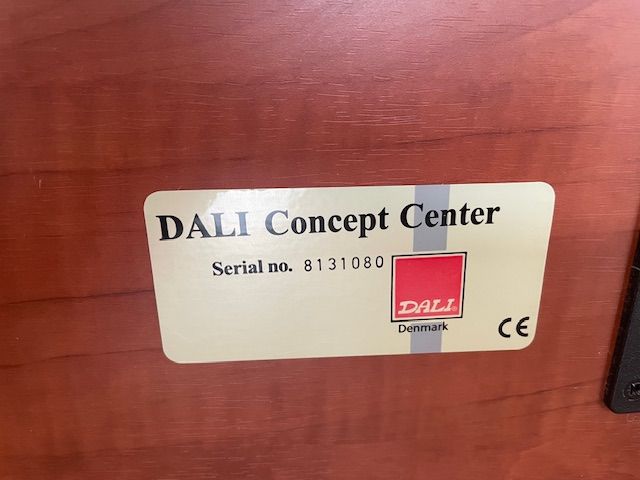 DALI Concept Center
Serial no. 8131080
DALI
Denmark
CE